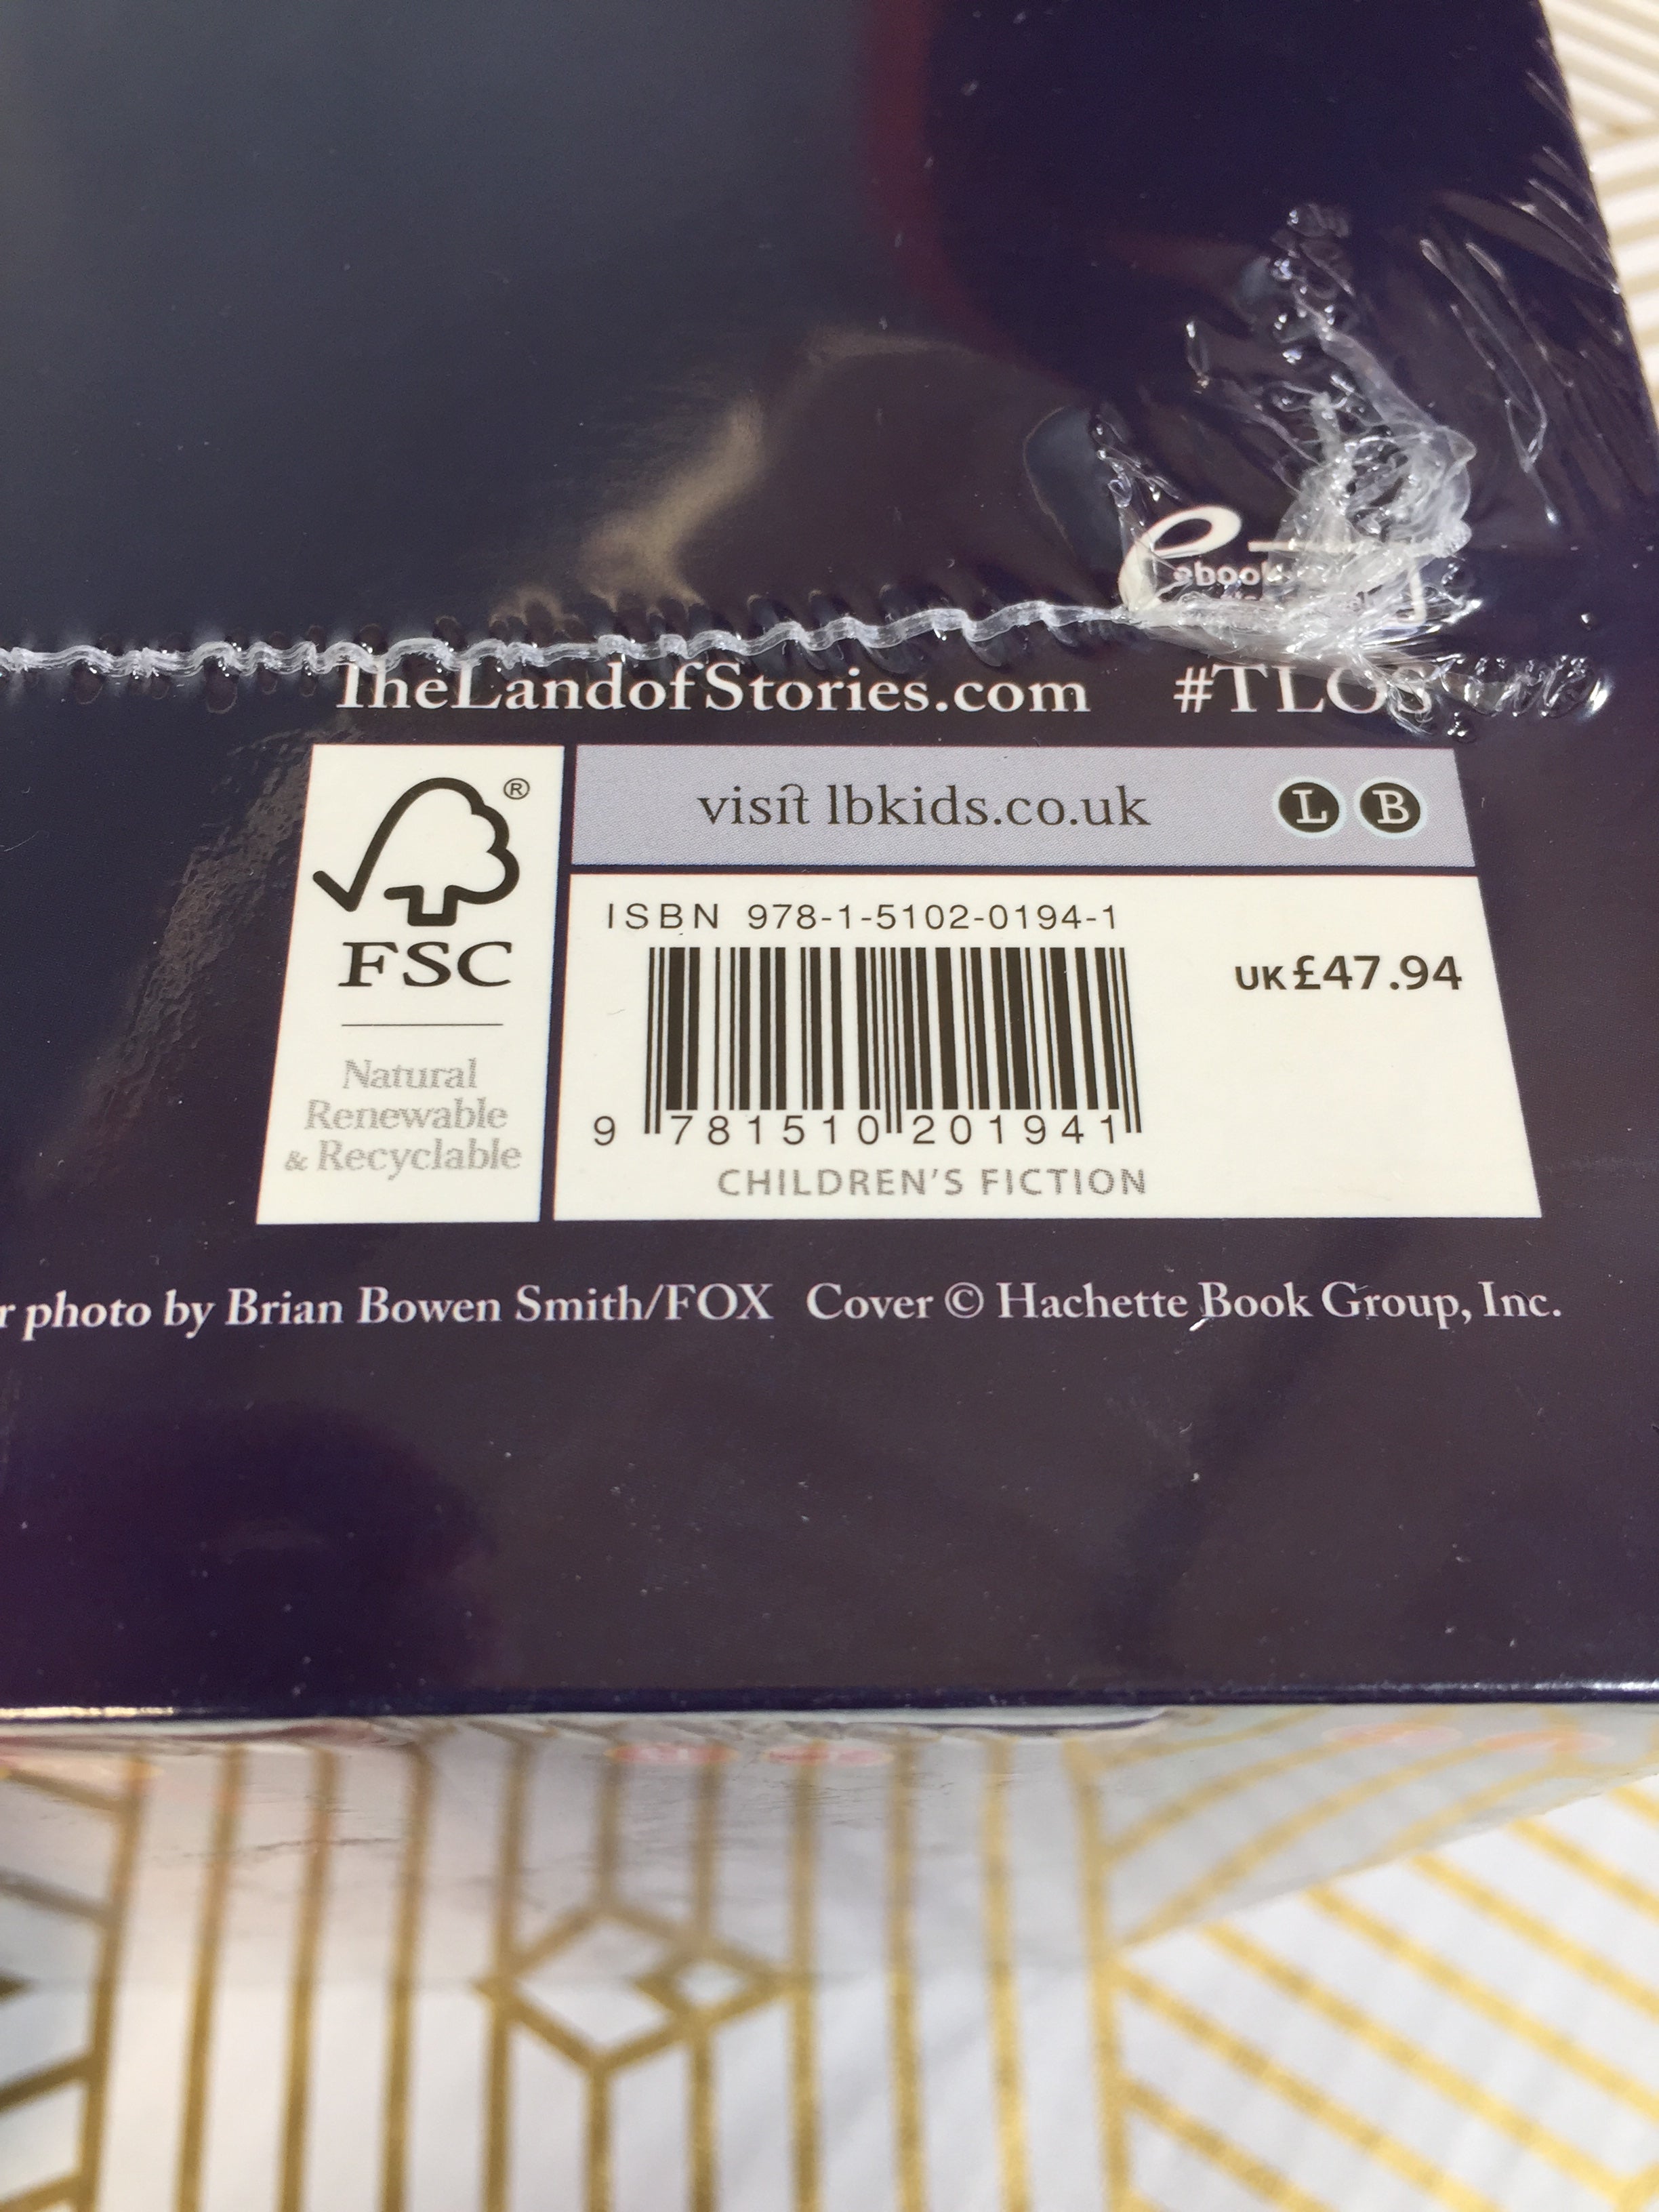 ebook
TheLandofStories.com #TLOS
®
FSC
Natural
Renewable
& Recyclable
visit lbkids.co.uk L B
ISBN 978-1-5102-0194-1
UK£47.94
9 781510 201941
CHILDREN'S FICTION
photo by Brian Bowen Smith/FOX Cover © Hachette Book Group, Inc.